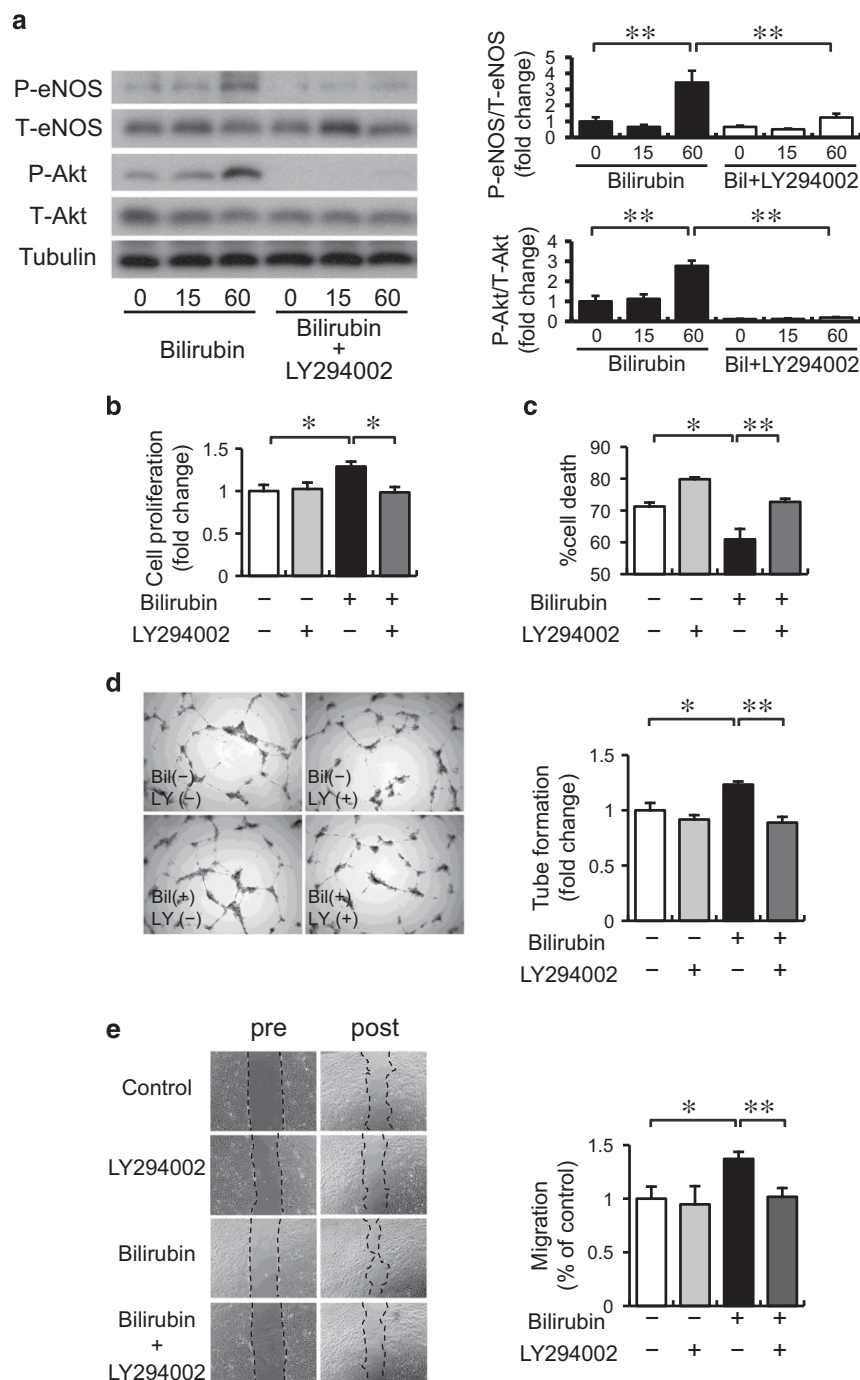 a
P-eNOS
T-eNOS
P-Akt
T-Akt
Tubulin
0 15 60 0 15 60
Bilirubin
Bilirubin
+
LY294002
P-eNOS/T-eNOS
(fold change)
** **
5
4
3
2
1
0
0 15 60 0 15 60
Bilirubin Bil+LY294002
P-Akt/T-Akt
(fold change)
** **
5
4
3
2
1
0
0 15 60 0 15 60
Bilirubin Bil+LY294002
b
Cell proliferation
(fold change)
* *
1.5
1
0.5
0
Bilirubin − − + +
LY294002 − + − +
c
%cell death
* **
90
80
70
60
50
Bilirubin − − + +
LY294002 − + − +
d
Bil(−)
LY (−)
Bil(−)
LY (+)
Bil(+)
LY (−)
Bil(+)
LY (+)
Tube formation
(fold change)
* **
1.5
1
0.5
0
Bilirubin − − + +
LY294002 − + − +
e
pre post
Control
LY294002
Bilirubin
Bilirubin
+
LY294002
Migration
(% of control)
* **
1.5
1
0.5
0
Bilirubin − − + +
LY294002 − + − +